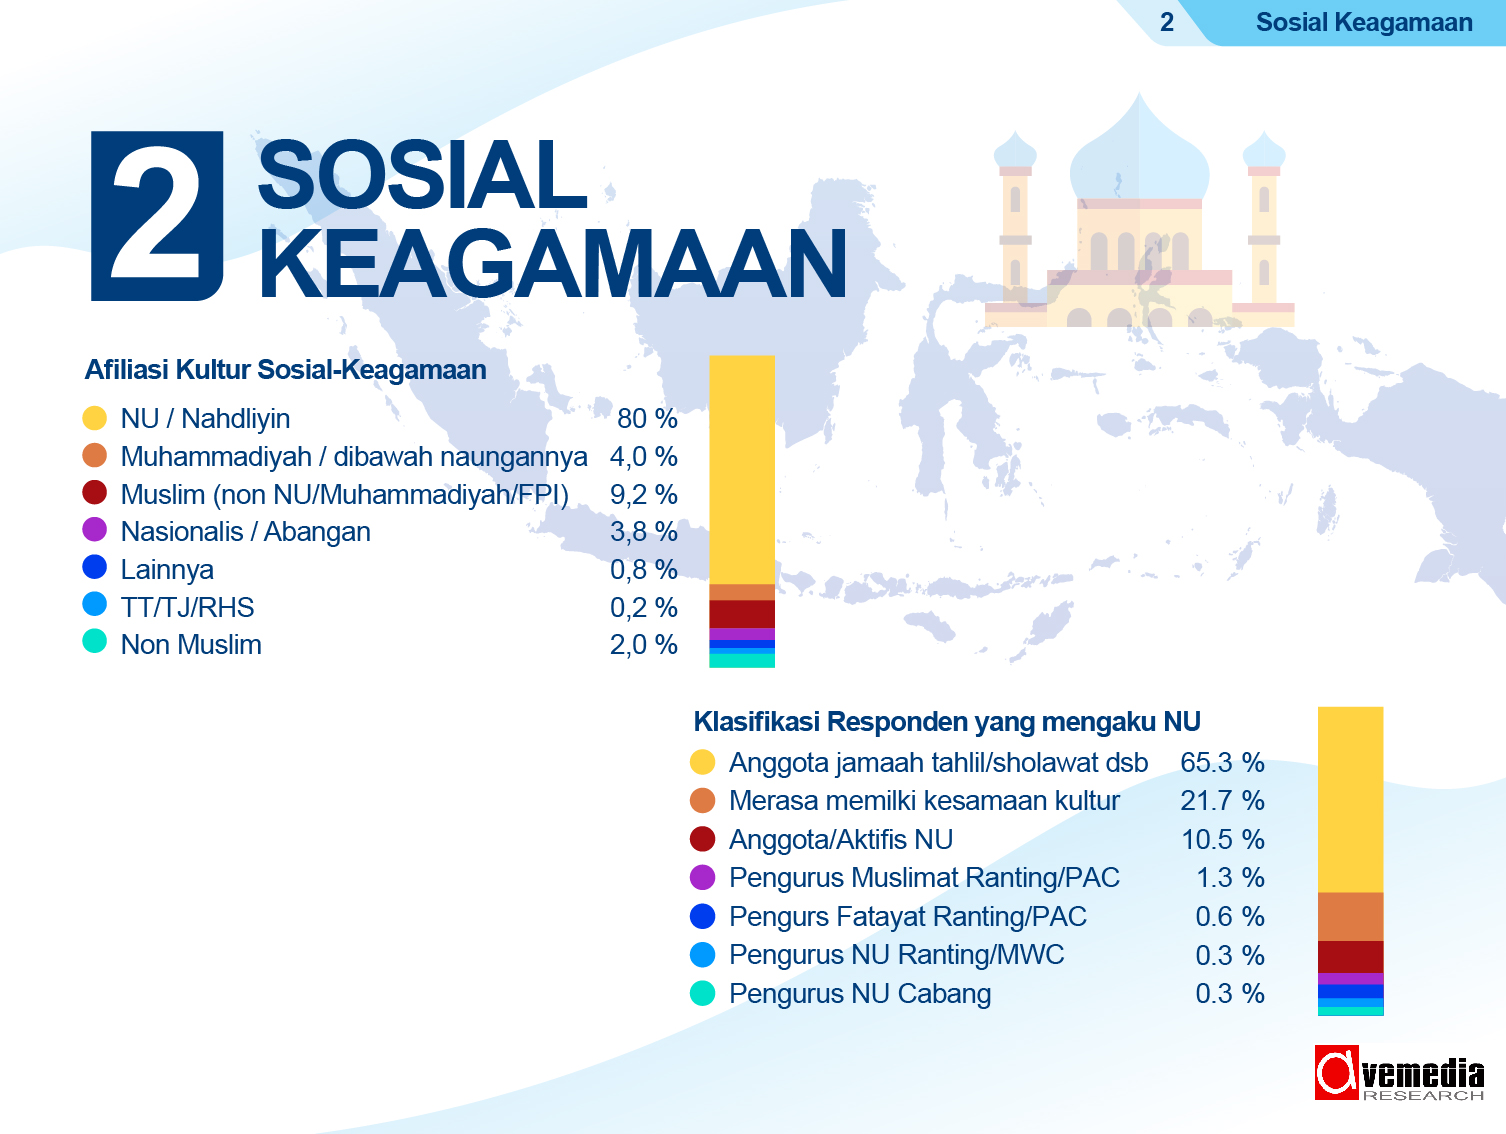 2 Sosial Keagamaan
2 SOSIAL
KEAGAMAAN
Afiliasi Kultur Sosial-Keagamaan
NU / Nahdliyin 80 %
Muhammadiyah / dibawah naungannya 4,0 %
Muslim (non NU/Muhammadiyah/FPI) 9,2 %
Nasionalis / Abangan 3,8 %
Lainnya 0,8 %
TT/TJ/RHS 0,2 %
Non Muslim 2,0 %
Klasifikasi Responden yang mengaku NU
Anggota jamaah tahlil/sholawat dsb 65.3 %
Merasa memilki kesamaan kultur 21.7 %
Anggota/Aktifis NU 10.5 %
Pengurus Muslimat Ranting/PAC 1.3 %
Pengurs Fatayat Ranting/PAC 0.6 %
Pengurus NU Ranting/MWC 0.3 %
Pengurus NU Cabang 0.3 %
avemedia
RESEARCH